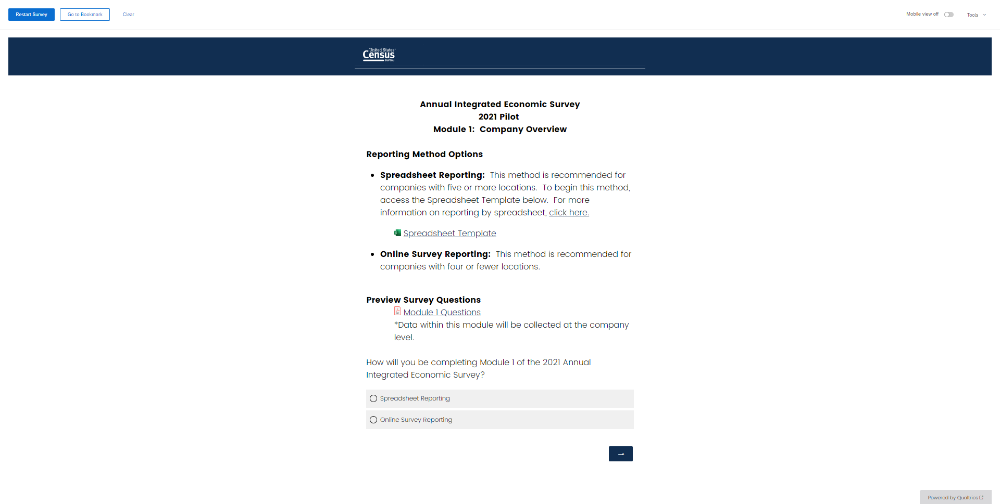 Restart Survey
Go to Bookmark
Clear
Mobile view off
Tools
United States
Census
Bureau
Annual Integrated Economic Survey
2021 Pilot
Module 1:  Company Overview
Reporting Method Options
• Spreadsheet Reporting:  This method is recommended for
companies with five or more locations.  To begin this method,
access the Spreadsheet Template below.  For more
information on reporting by spreadsheet, click here.
Spreadsheet Template
• Online Survey Reporting:  This method is recommended for
companies with four or fewer locations.
Preview Survey Questions
Module 1 Questions
*Data within this module will be collected at the company
level.
How will you be completing Module 1 of the 2021 Annual
Integrated Economic Survey?
Spreadsheet Reporting
Online Survey Reporting
→
Powered by Qualtrics